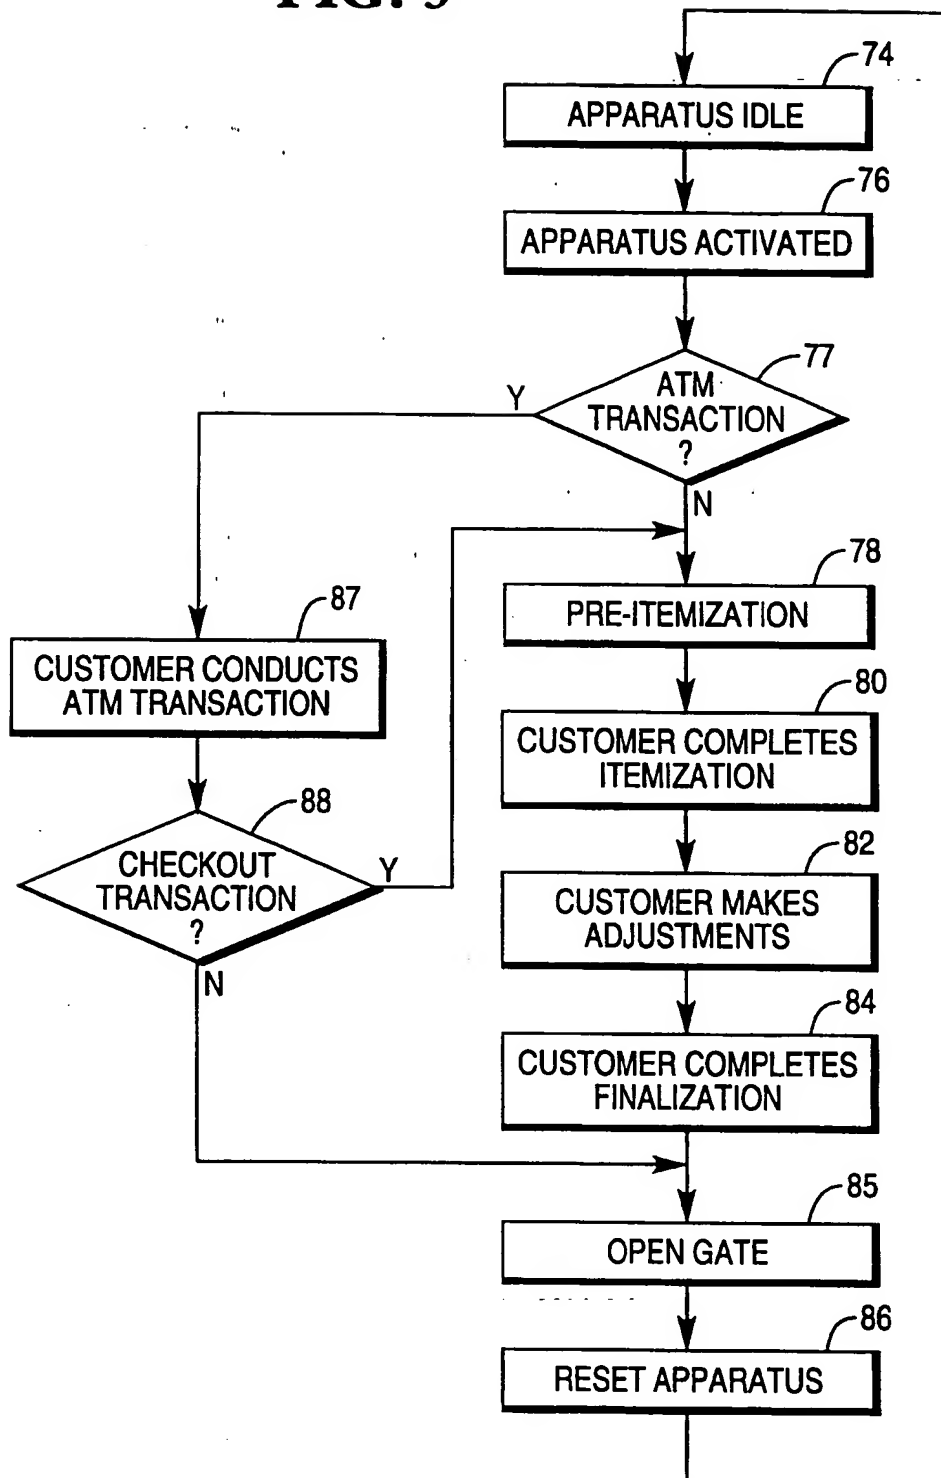 74
APPARATUS IDLE
76
APPARATUS ACTIVATED
77
ATM
TRANSACTION
?
Y
N
78
PRE-ITEMIZATION
87
CUSTOMER CONDUCTS
ATM TRANSACTION
80
CUSTOMER COMPLETES
ITEMIZATION
88
CHECKOUT
TRANSACTION
?
Y
N
82
CUSTOMER MAKES
ADJUSTMENTS
84
CUSTOMER COMPLETES
FINALIZATION
85
OPEN GATE
86
RESET APPARATUS